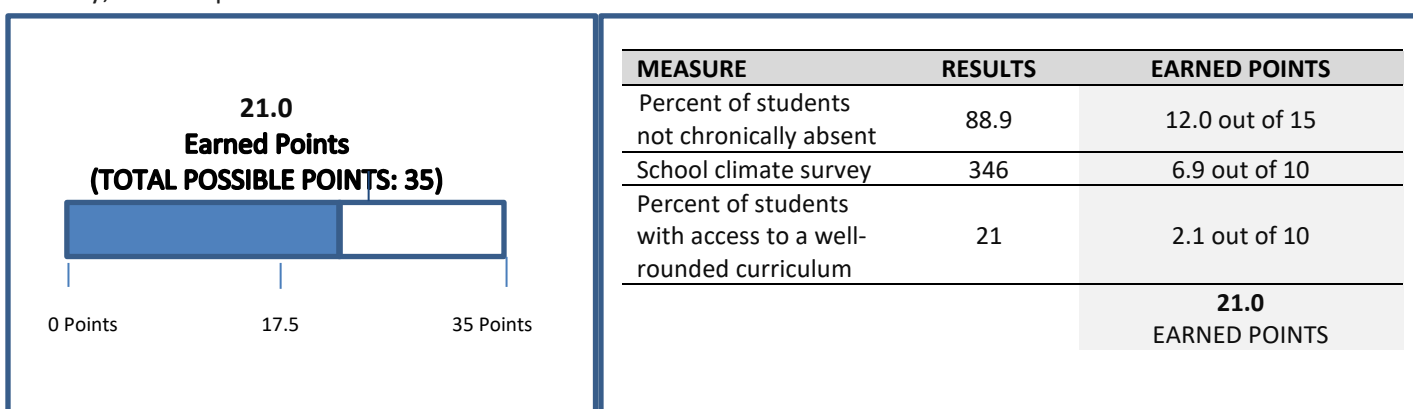 21.0
Earned Points
(TOTAL POSSIBLE POINTS: 35)
0 Points 17.5 35 Points
MEASURE RESULTS EARNED POINTS
Percent of students
not chronically absent 88.9 12.0 out of 15
School climate survey 346 6.9 out of 10
Percent of students
with access to a well- 21 2.1 out of 10
rounded curriculum
21.0
EARNED POINTS